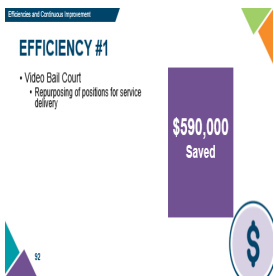 Efficiencies and Continuous Improvement
EFFICIENCY #1
• Video Bail Court
• Repurposing of positions for service
delivery
$590,000
Saved
$
92